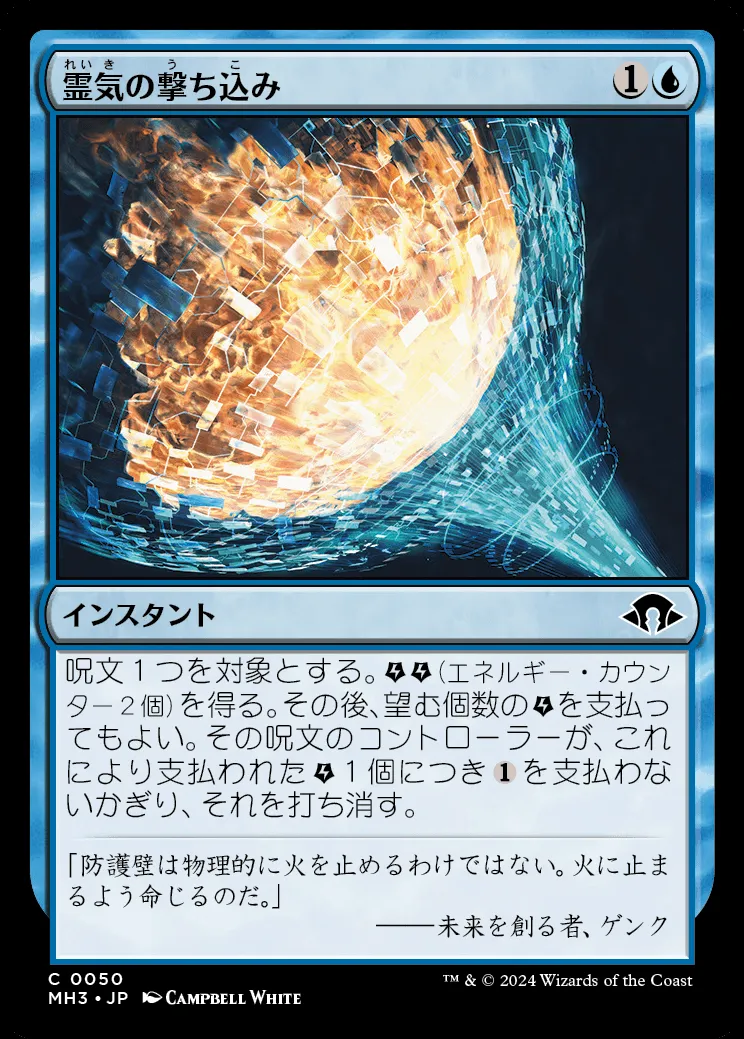 れいき う こ
霊気の撃ち込み
1
インスタント
呪文１つを対象とする。(エネルギー・カウン
ター２個)を得る。その後、望む個数のを支払っ
てもよい。その呪文のコントローラーが、これ
により支払われた１個につき1を支払わな
いかぎり、それを打ち消す。
「防護壁は物理的に火を止めるわけではない。火に止ま
るよう命じるのだ。」
――未来を創る者、ゲンク
C 0050
MH3 • JP Campbell White
™ & © 2024 Wizards of the Coast